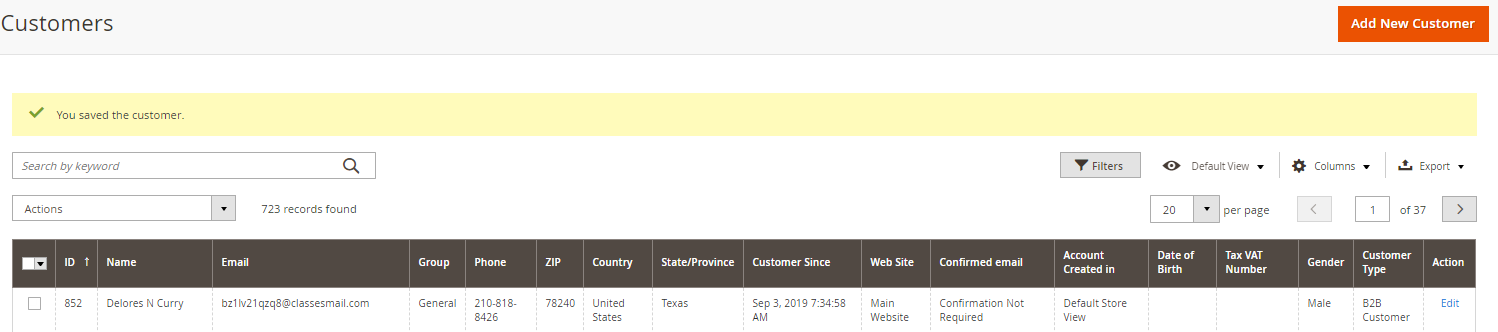 Customers
Add New Customer
You saved the customer.
Search by keyword
Filters
Default View
Columns
Export
Actions
723 records found
20
per page
1
of 37
ID ↑ Name Email Group Phone ZIP Country State/Province Customer Since Web Site Confirmed email Account Created in Date of Birth Tax VAT Number Gender Customer Type Action
852 Delores N Curry bz1lv21qzq8@classesmail.com General 210-818-8426 78240 United States Texas Sep 3, 2019 7:34:58 AM Main Website Confirmation Not Required Default Store View Male B2B Customer Edit